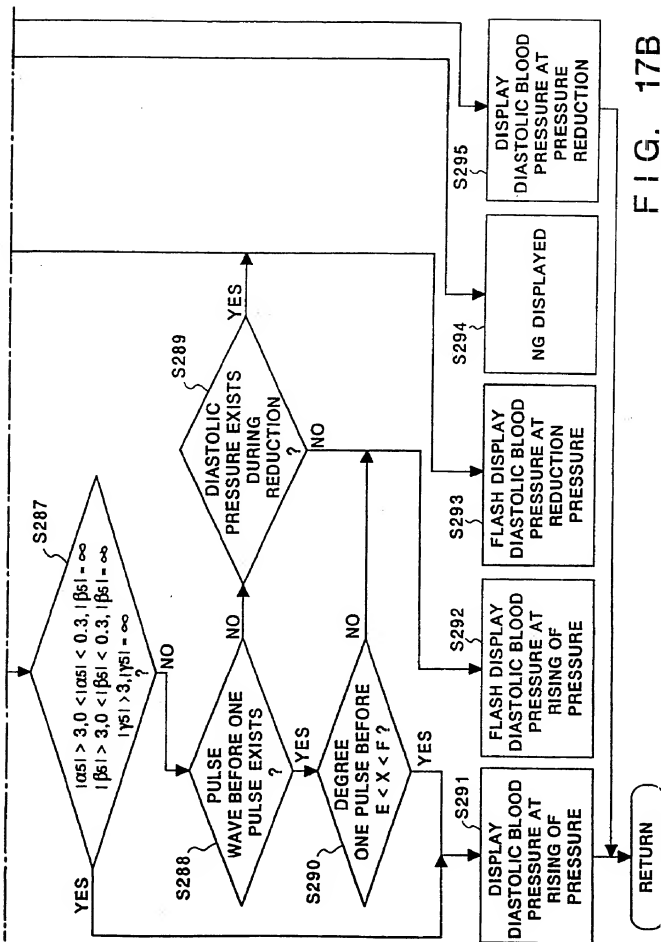 S287
|α5| > 3, 0 < |α5| < 0.3, |β5| = ∞
|β5| > 3, 0 < |β5| < 0.3, |β5| = ∞
|γ5| > 3, |γ5| = ∞
?
YES
NO
S288
PULSE
WAVE BEFORE ONE
PULSE EXISTS
?
NO
YES
S289
DIASTOLIC
PRESSURE EXISTS
DURING
REDUCTION
?
YES
NO
S290
DEGREE
ONE PULSE BEFORE
E < X < F ?
NO
YES
S291
DISPLAY
DIASTOLIC BLOOD
PRESSURE AT
RISING OF
PRESSURE
S292
FLASH DISPLAY
DIASTOLIC BLOOD
PRESSURE AT
RISING OF
PRESSURE
S293
FLASH DISPLAY
DIASTOLIC BLOOD
PRESSURE AT
REDUCTION
PRESSURE
S294
NG DISPLAYED
S295
DISPLAY
DIASTOLIC BLOOD
PRESSURE AT
PRESSURE
REDUCTION
RETURN
FIG. 17B